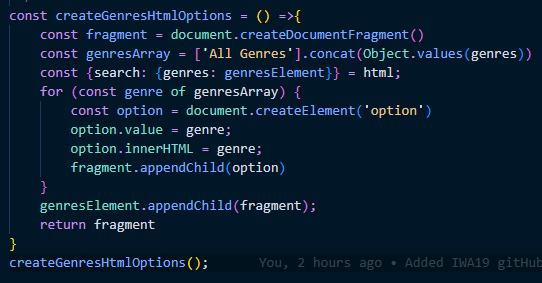 const createGenresHtmlOptions = () =>{
    const fragment = document.createDocumentFragment()
    const genresArray = ['All Genres'].concat(Object.values(genres))
    const {search: {genres: genresElement}} = html;
    for (const genre of genresArray) {
        const option = document.createElement('option')
        option.value = genre;
        option.innerHTML = genre;
        fragment.appendChild(option)
    }
    genresElement.appendChild(fragment);
    return fragment
}
createGenresHtmlOptions();     You, 2 hours ago • Added IWA19 gitHub